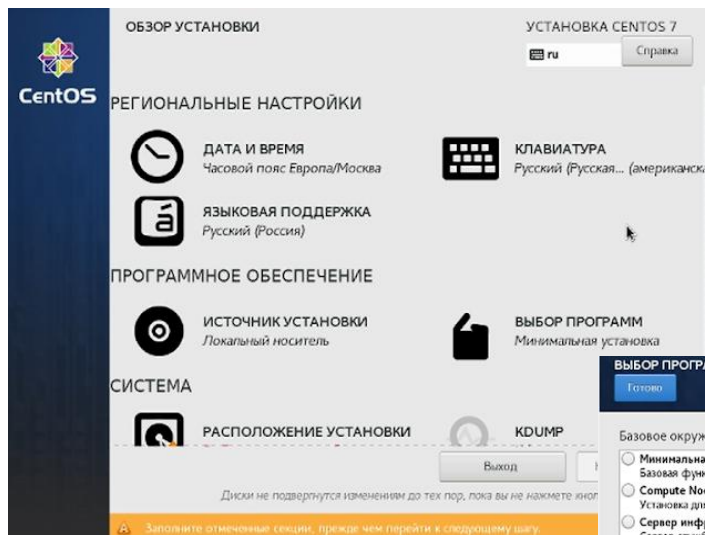 ОБЗОР УСТАНОВКИ
УСТАНОВКА CENTOS 7
ru
Справка
CentOS
РЕГИОНАЛЬНЫЕ НАСТРОЙКИ
ДАТА И ВРЕМЯ
Часовой пояс Европа/Москва
КЛАВИАТУРА
Русский (Русская... (американска
á
ЯЗЫКОВАЯ ПОДДЕРЖКА
Русский (Россия)
ПРОГРАММНОЕ ОБЕСПЕЧЕНИЕ
ИСТОЧНИК УСТАНОВКИ
Локальный носитель
ВЫБОР ПРОГРАММ
Минимальная установка
СИСТЕМА
РАСПОЛОЖЕНИЕ УСТАНОВКИ
KDUMP
Выход
Диски не подвергнутся изменениям до тех пор, пока вы не нажмете кноп
Заполните отмеченные секции, прежде чем перейти к следующему шагу.
ВЫБОР ПРОГР
Готово
Базовое окруж
Минимальна
Базовая функ
Compute No
Установка для
Сервер инф